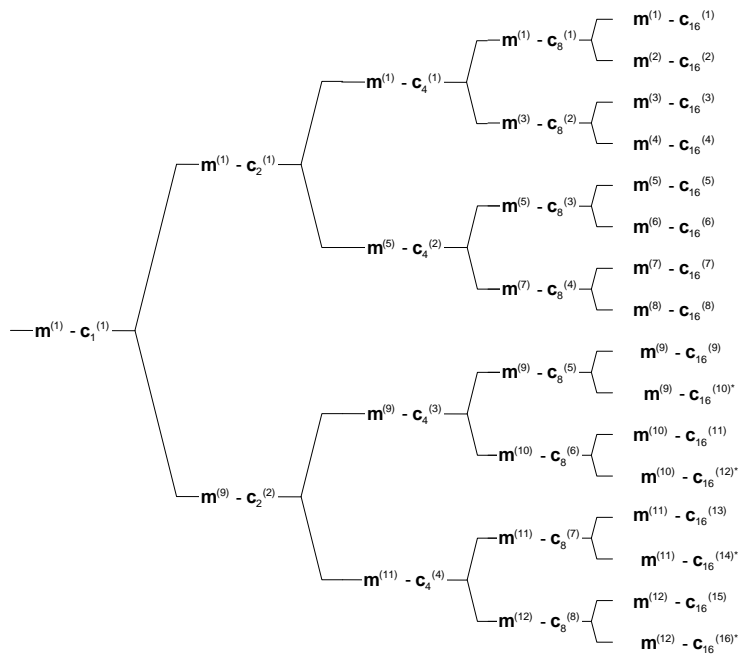 m(1) - c16(1)
m(1) - c8(1)
m(2) - c16(2)
m(1) - c4(1)
m(3) - c16(3)
m(3) - c8(2)
m(4) - c16(4)
m(1) - c2(1)
m(5) - c16(5)
m(5) - c8(3)
m(6) - c16(6)
m(5) - c4(2)
m(7) - c16(7)
m(7) - c8(4)
m(8) - c16(8)
m(1) - c1(1)
m(9) - c16(9)
m(9) - c8(5)
m(9) - c16(10)*
m(9) - c4(3)
m(10) - c16(11)
m(10) - c8(6)
m(10) - c16(12)*
m(9) - c2(2)
m(11) - c16(13)
m(11) - c8(7)
m(11) - c16(14)*
m(11) - c4(4)
m(12) - c16(15)
m(12) - c8(8)
m(12) - c16(16)*